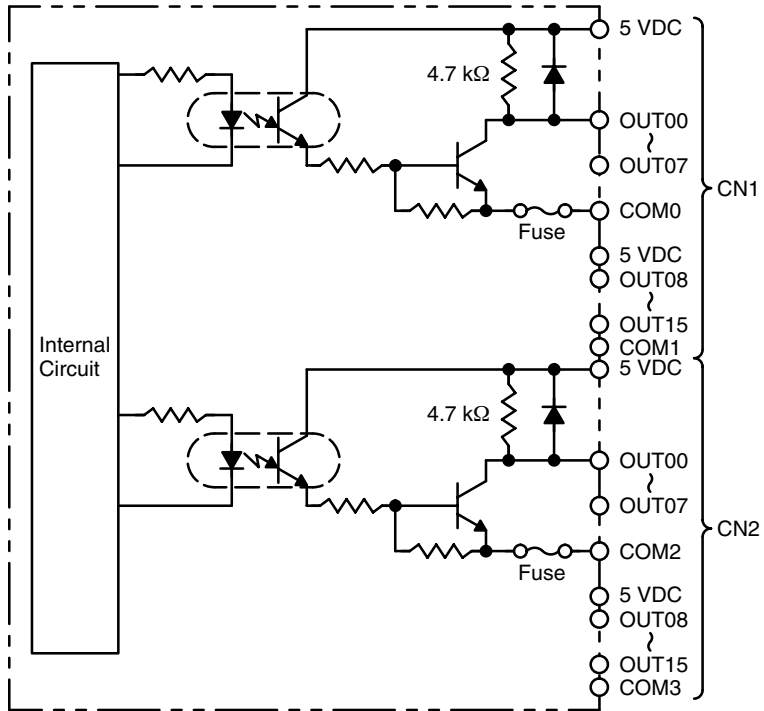 5 VDC
4.7 kΩ
OUT00
~
OUT07
CN1
COM0
Fuse
5 VDC
OUT08
~
OUT15
Internal
Circuit
COM1
5 VDC
4.7 kΩ
OUT00
~
OUT07
CN2
COM2
Fuse
5 VDC
OUT08
~
OUT15
COM3